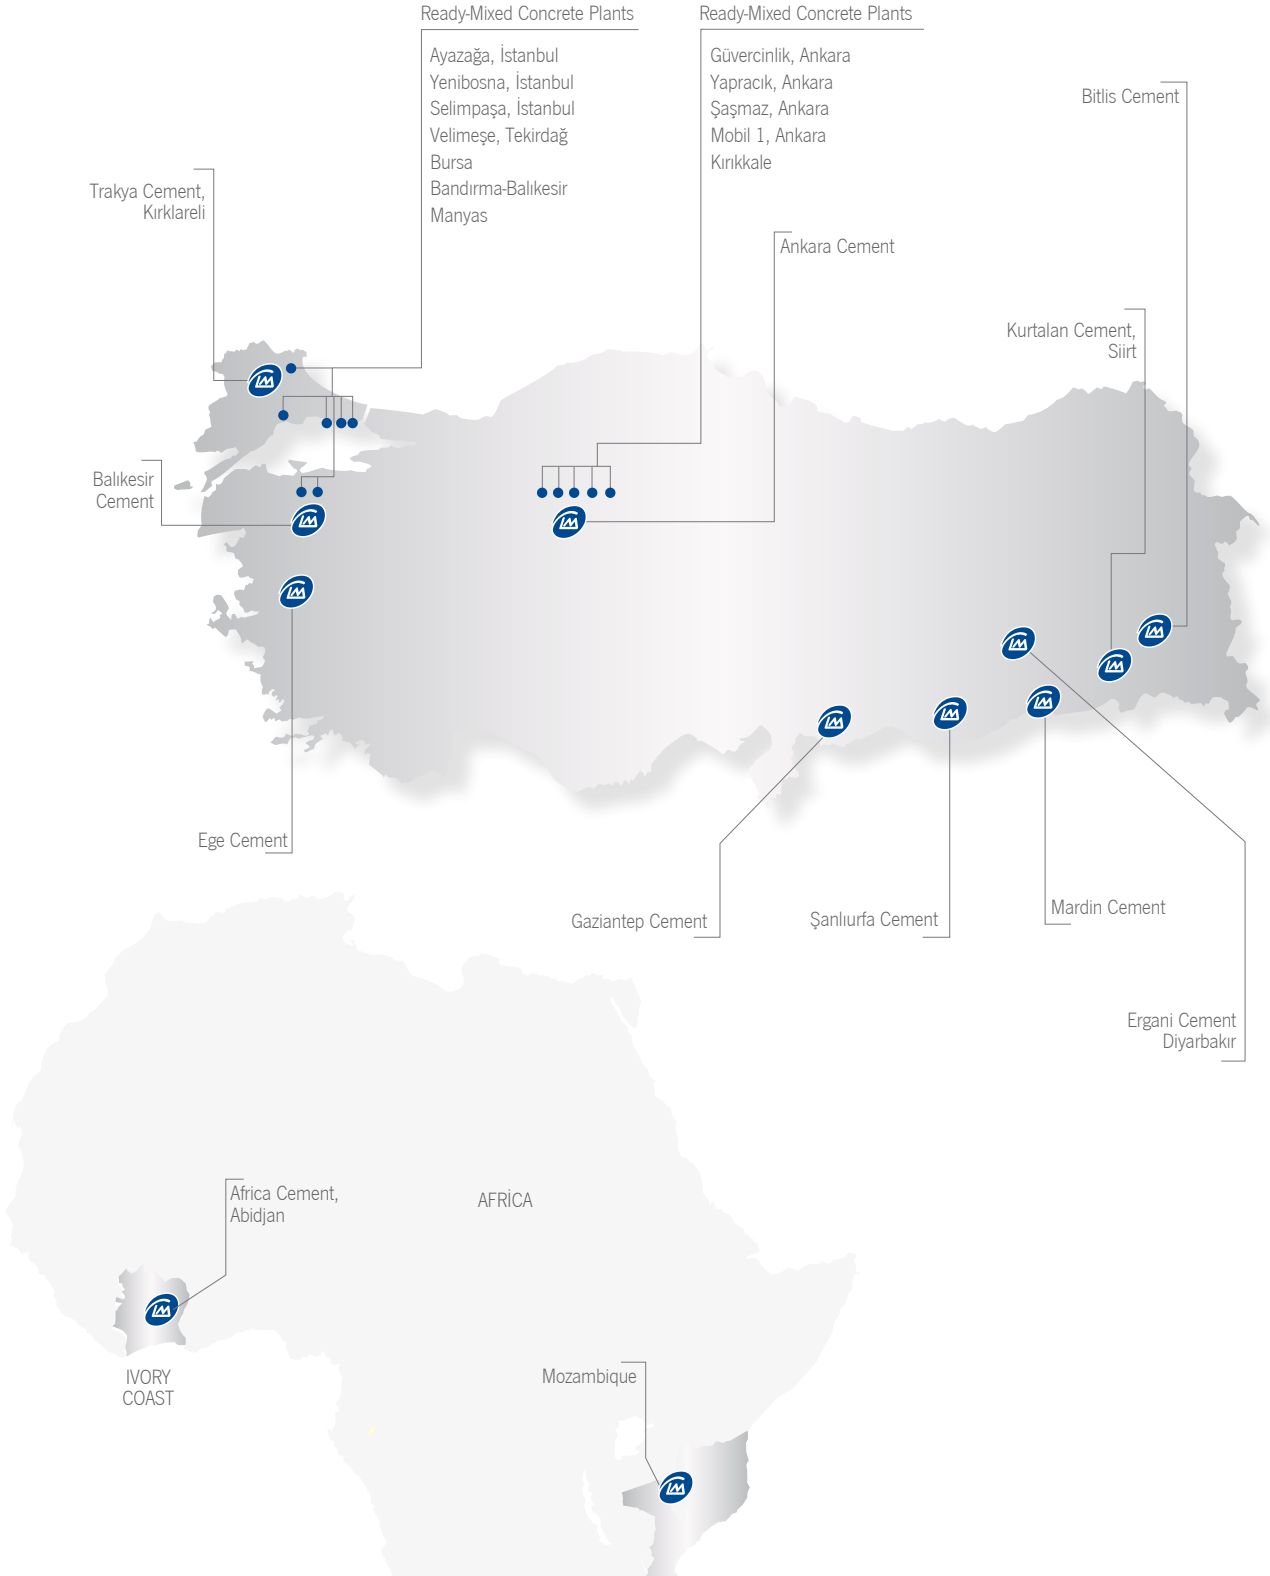 Ready-Mixed Concrete Plants
Ayazağa, İstanbul
Yenibosna, İstanbul
Selimpaşa, İstanbul
Velimeşe, Tekirdağ
Bursa
Bandırma-Balıkesir
Manyas
Ready-Mixed Concrete Plants
Güvercinlik, Ankara
Yapracık, Ankara
Şaşmaz, Ankara
Mobil 1, Ankara
Kırıkkale
Bitlis Cement
Trakya Cement,
Kırklareli
Ankara Cement
Kurtalan Cement,
Siirt
Balıkesir
Cement
Ege Cement
Gaziantep Cement
Şanlıurfa Cement
Mardin Cement
Ergani Cement
Diyarbakır
Africa Cement,
Abidjan
AFRİCA
IVORY
COAST
Mozambique